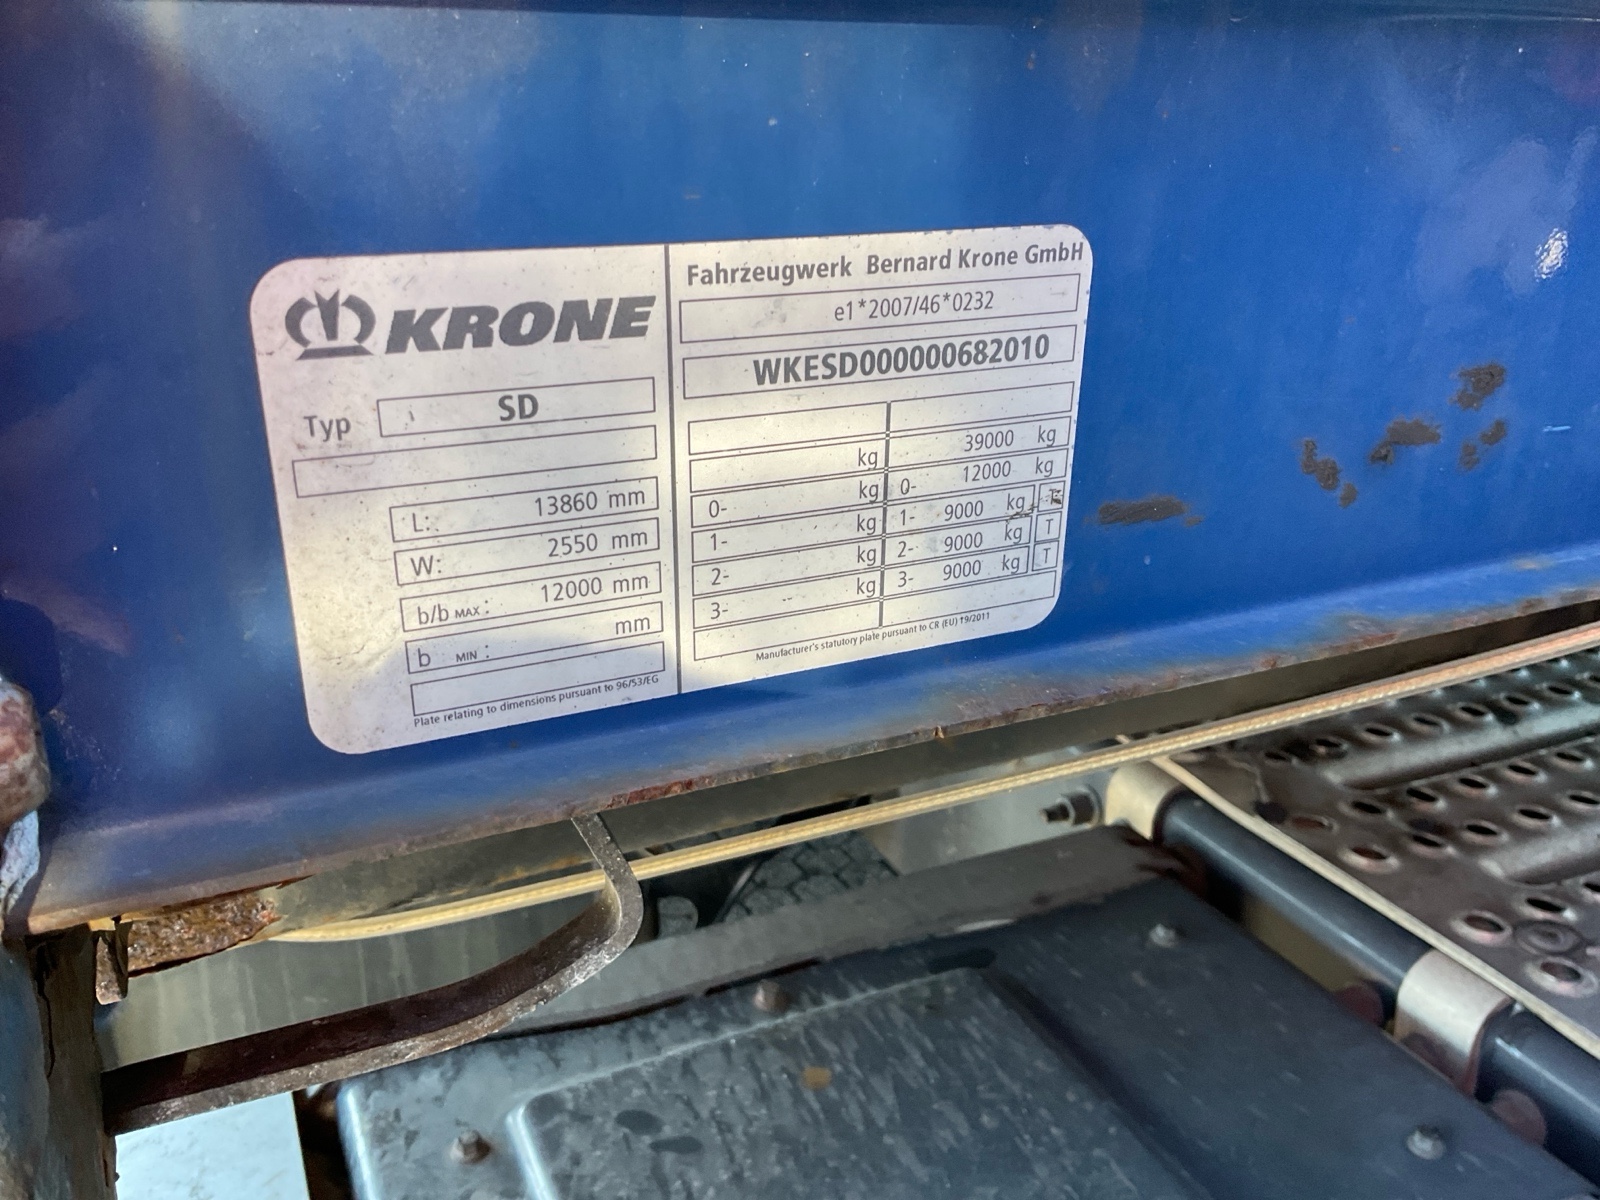 KRONE
Typ SD
L: 13860 mm
W: 2550 mm
b/b MAX : 12000 mm
b MIN : mm
Plate relating to dimensions pursuant to 96/53/EG
Fahrzeugwerk Bernard Krone GmbH
e1*2007/46*0232
WKESD000000682010
kg 39000 kg
0- kg 0- 12000 kg
1- kg 1- 9000 kg T
2- kg 2- 9000 kg T
3- kg 3- 9000 kg T
Manufacturer's statutory plate pursuant to CR (EU) 19/2011